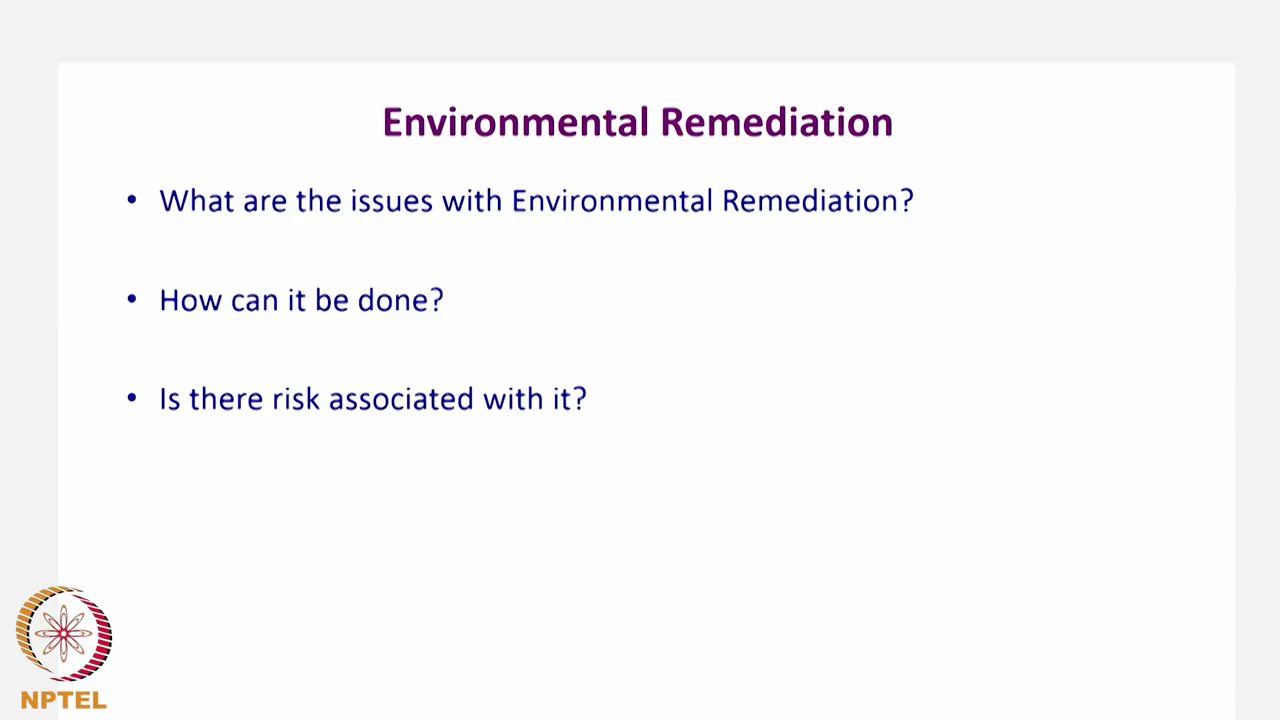 Environmental Remediation
• What are the issues with Environmental Remediation?
• How can it be done?
• Is there risk associated with it?
NPTEL